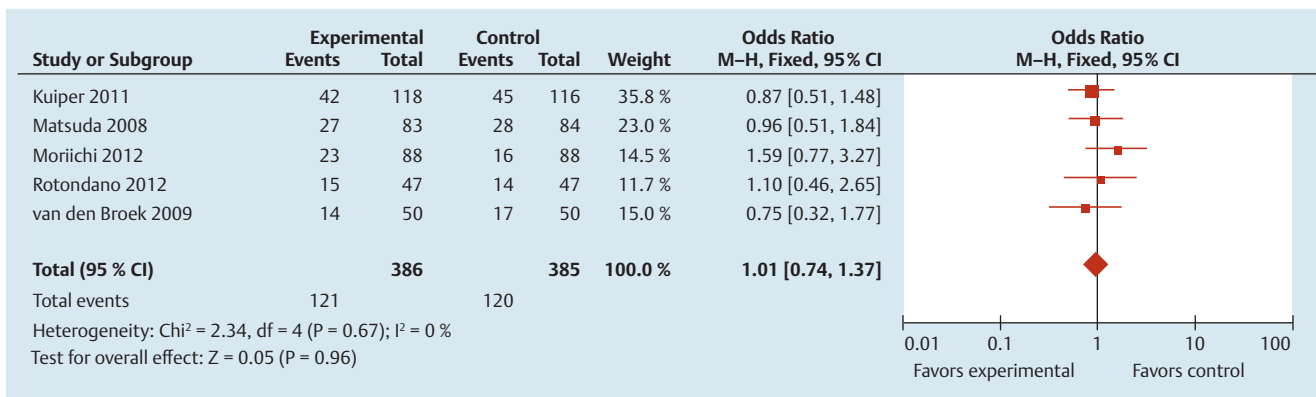 Experimental Control Odds Ratio Odds Ratio
Study or Subgroup Events Total Events Total Weight M–H, Fixed, 95% CI M–H, Fixed, 95% CI
Kuiper 2011 42 118 45 116 35.8 % 0.87 [0.51, 1.48]
Matsuda 2008 27 83 28 84 23.0 % 0.96 [0.51, 1.84]
Moriichi 2012 23 88 16 88 14.5 % 1.59 [0.77, 3.27]
Rotondano 2012 15 47 14 47 11.7 % 1.10 [0.46, 2.65]
van den Broek 2009 14 50 17 50 15.0 % 0.75 [0.32, 1.77]
Total (95 % CI) 386 385 100.0 % 1.01 [0.74, 1.37]
Total events 121 120
Heterogeneity: Chi² = 2.34, df = 4 (P = 0.67); I² = 0 %
Test for overall effect: Z = 0.05 (P = 0.96)
0.01 0.1 1 10 100
Favors experimental Favors control